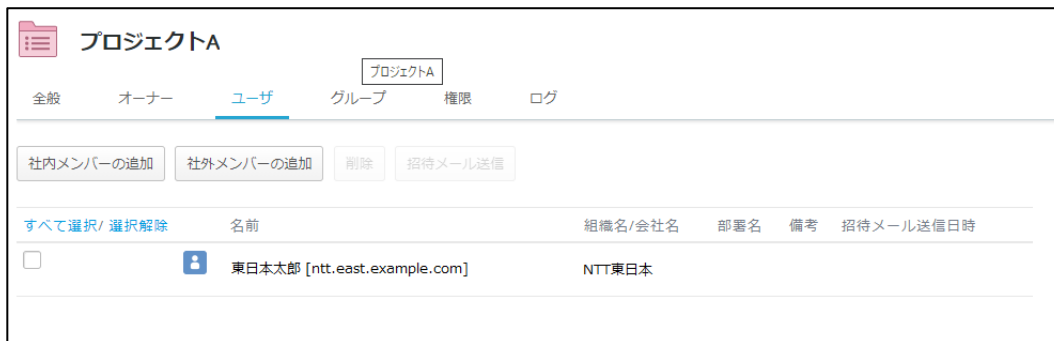 プロジェクトA
プロジェクトA
全般 オーナー ユーザ グループ 権限 ログ
社内メンバーの追加 社外メンバーの追加 削除 招待メール送信
すべて選択/ 選択解除 名前 組織名/会社名 部署名 備考 招待メール送信日時
東日本太郎 [ntt.east.example.com] NTT東日本